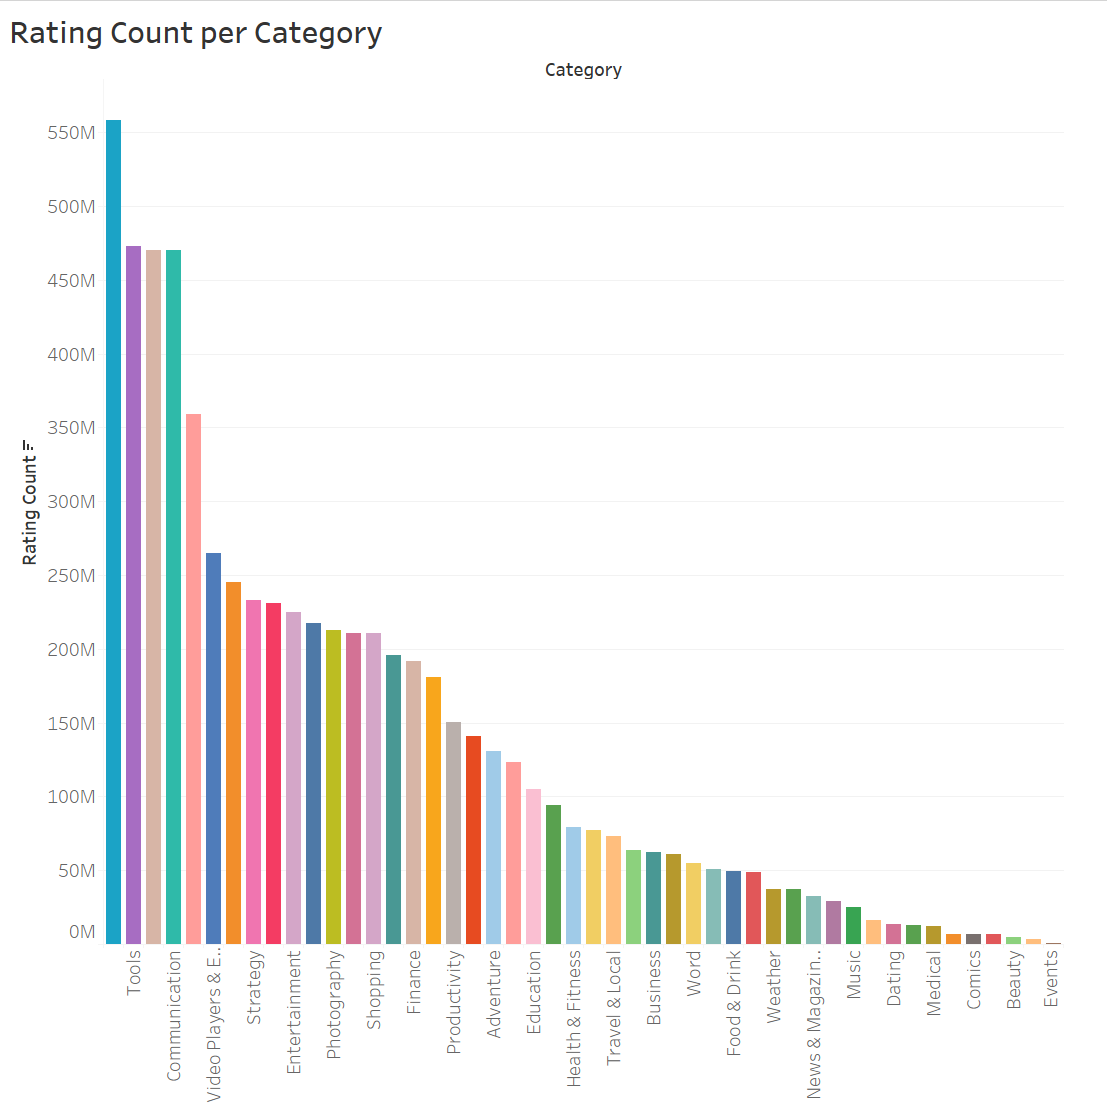 Rating Count per Category
Category
550M
500M
450M
400M
350M
300M
250M
200M
150M
100M
50M
0M
Rating Count
Tools
Communication
Video Players & E..
Strategy
Entertainment
Photography
Shopping
Finance
Productivity
Adventure
Education
Health & Fitness
Travel & Local
Business
Word
Food & Drink
Weather
News & Magazin..
Music
Dating
Medical
Comics
Beauty
Events